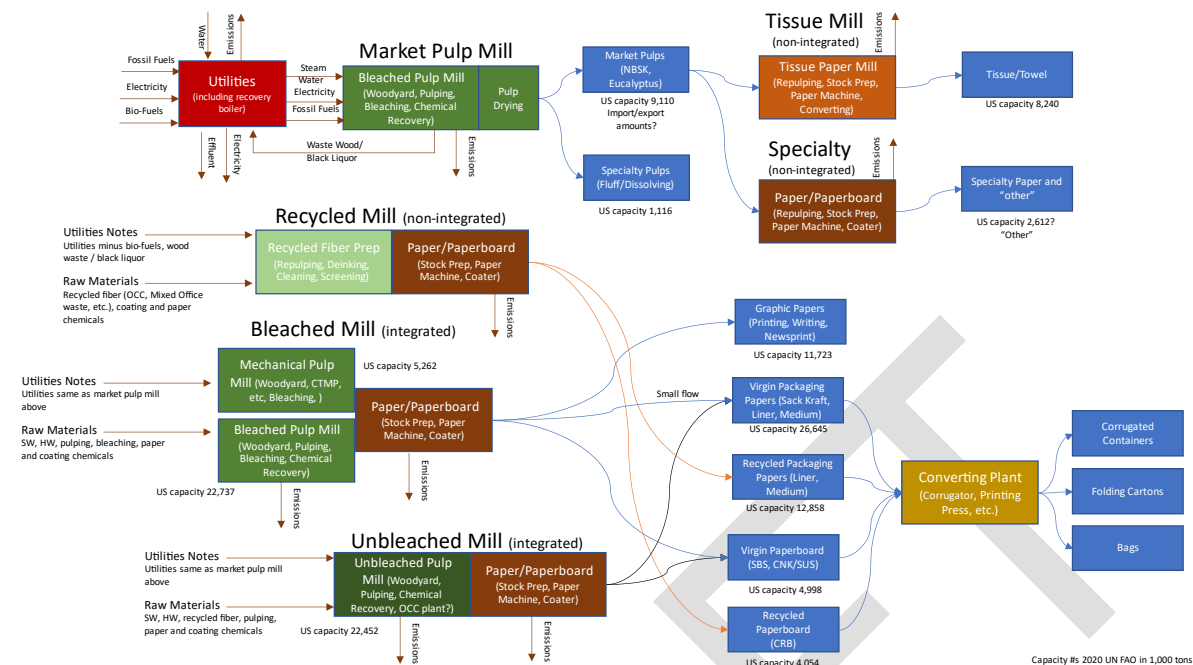 Water
Emissions
Fossil Fuels
Electricity
Bio-Fuels
Utilities
(including recovery
boiler)
Effluent
Electricity
Steam
Water
Electricity
Fossil Fuels
Waste Wood/
Black Liquor
Market Pulp Mill
Bleached Pulp Mill
(Woodyard, Pulping,
Bleaching, Chemical
Recovery)
Pulp
Drying
Emissions
Market Pulps
(NBSK,
Eucalyptus)
US capacity 9,110
Import/export
amounts?
Specialty Pulps
(Fluff/Dissolving)
US capacity 1,116
Tissue Mill
(non-integrated)
Emissions
Tissue Paper Mill
(Repulping, Stock Prep,
Paper Machine,
Converting)
Tissue/Towel
US capacity 8,240
Specialty
(non-integrated)
Emissions
Paper/Paperboard
(Repulping, Stock Prep,
Paper Machine, Coater)
Specialty Paper and
“other”
US capacity 2,612?
“Other”
Recycled Mill (non-integrated)
Utilities Notes
Utilities minus bio-fuels, wood
waste / black liquor
Raw Materials
Recycled fiber (OCC, Mixed Office
waste, etc.), coating and paper
chemicals
Recycled Fiber Prep
(Repulping, Deinking,
Cleaning, Screening)
Paper/Paperboard
(Stock Prep, Paper
Machine, Coater)
Emissions
Bleached Mill (integrated)
Mechanical Pulp
Mill (Woodyard, CTMP,
etc, Bleaching, )
US capacity 5,262
Utilities Notes
Utilities same as market pulp mill
above
Raw Materials
SW, HW, pulping, bleaching, paper
and coating chemicals
Bleached Pulp Mill
(Woodyard, Pulping,
Bleaching, Chemical
Recovery)
US capacity 22,737
Emissions
Paper/Paperboard
(Stock Prep, Paper
Machine, Coater)
Emissions
Unbleached Mill (integrated)
Utilities Notes
Utilities same as market pulp mill
above
Raw Materials
SW, HW, recycled fiber, pulping,
paper and coating chemicals
Unbleached Pulp
Mill (Woodyard,
Pulping, Chemical
Recovery, OCC plant?)
US capacity 22,452
Emissions
Paper/Paperboard
(Stock Prep, Paper
Machine, Coater)
Emissions
Graphic Papers
(Printing, Writing,
Newsprint)
US capacity 11,723
Small flow
Virgin Packaging
Papers (Sack Kraft,
Liner, Medium)
US capacity 26,645
Recycled Packaging
Papers (Liner,
Medium)
US capacity 12,858
Virgin Paperboard
(SBS, CNK/SUS)
US capacity 4,998
Recycled
Paperboard
(CRB)
US capacity 4,054
Converting Plant
(Corrugator, Printing
Press, etc.)
Corrugated
Containers
Folding Cartons
Bags
Capacity #s 2020 UN FAO in 1,000 tons